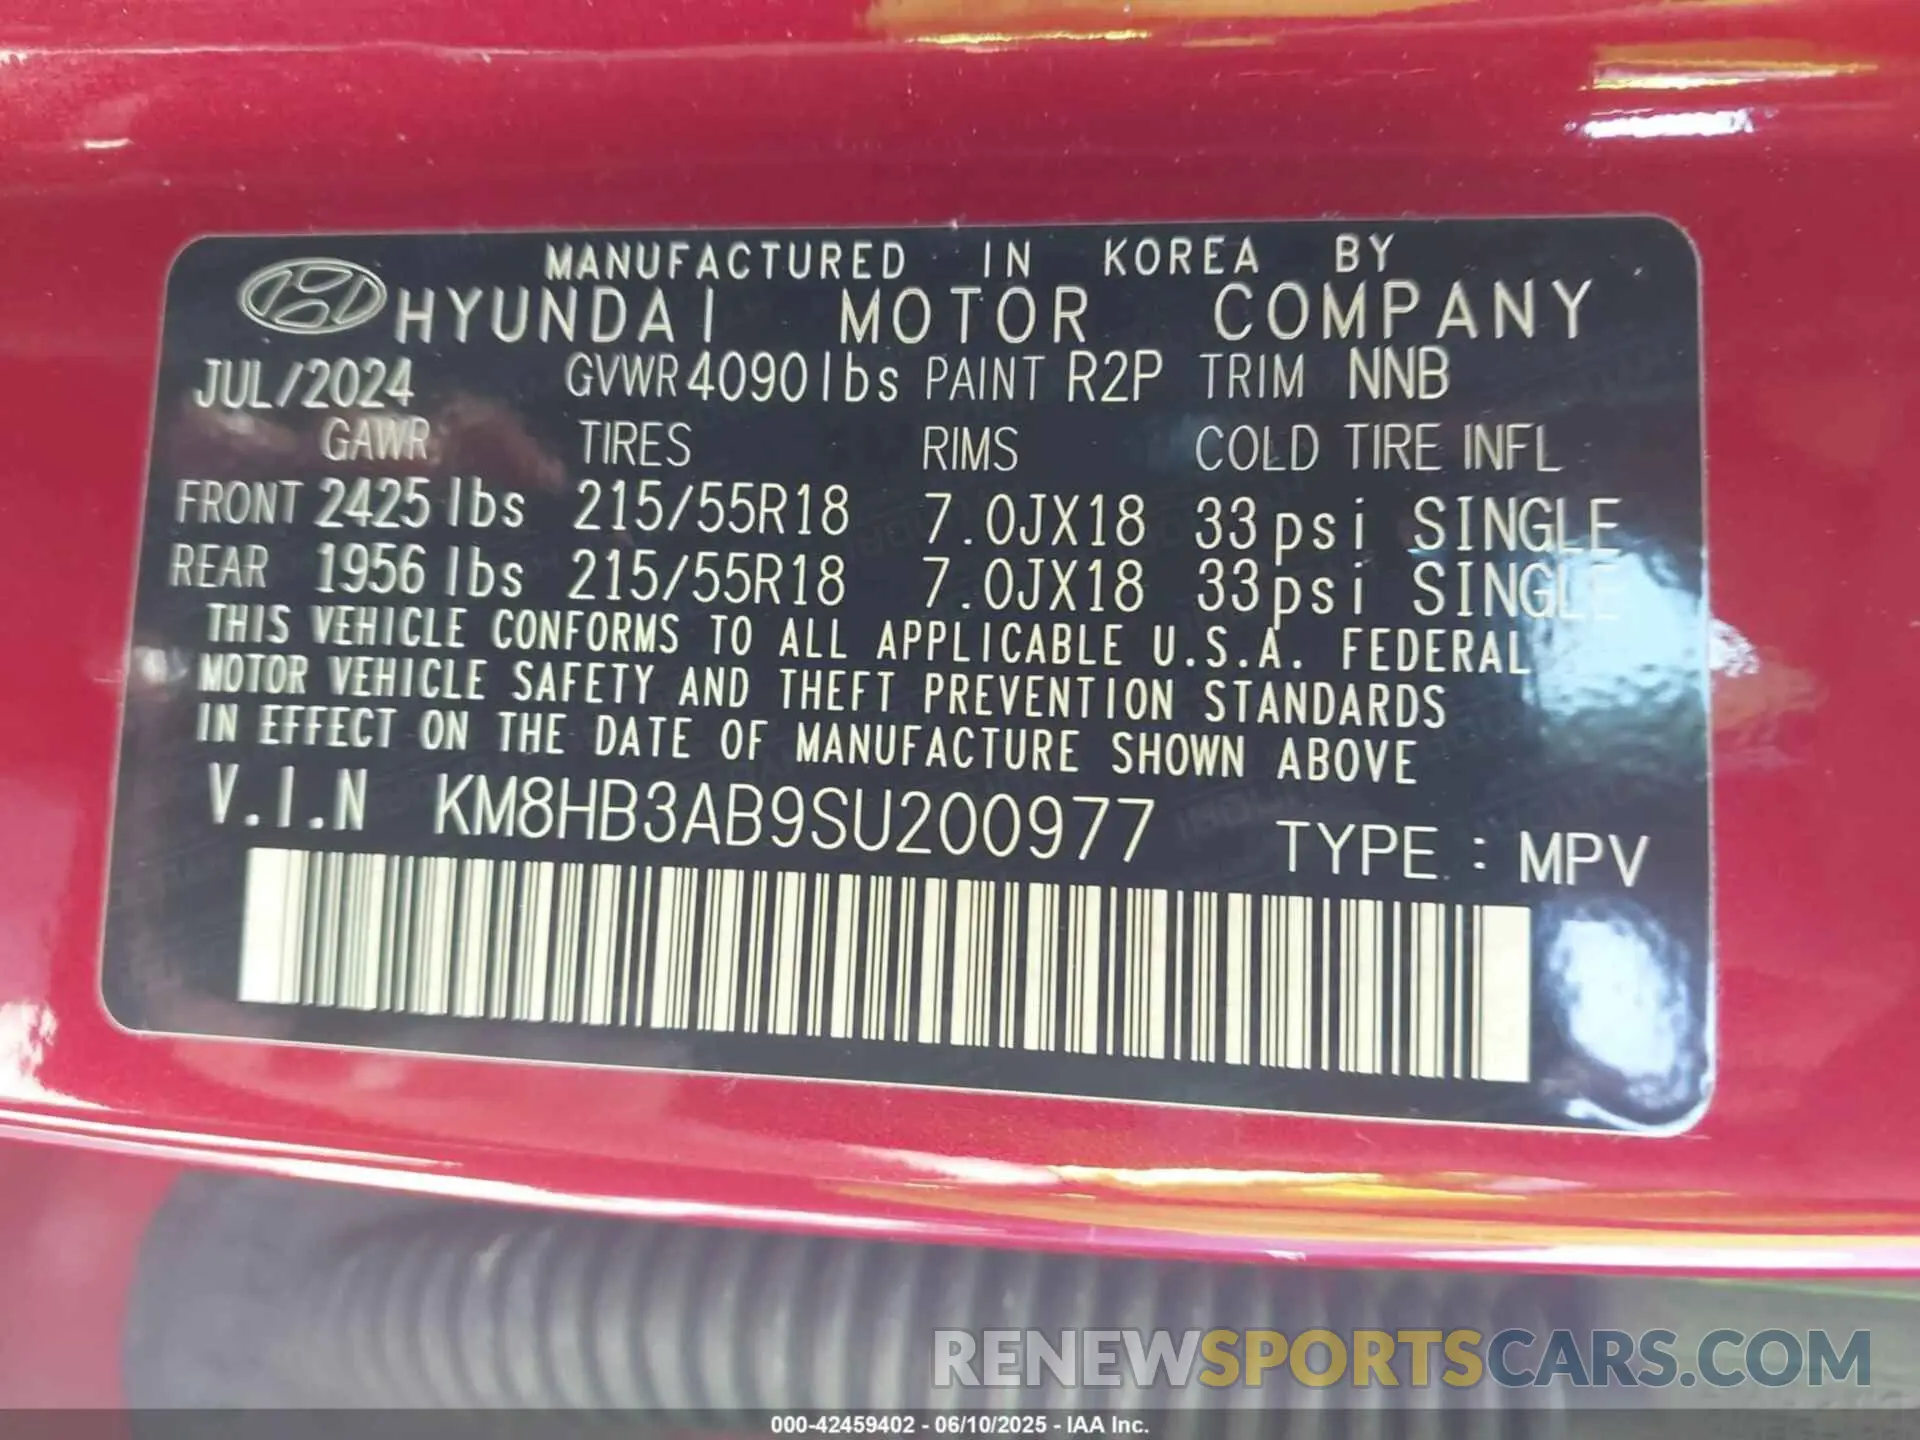 MANUFACTURED IN KOREA BY
HYUNDAI MOTOR COMPANY
JUL/2024 GVWR 4090 lbs PAINT R2P TRIM NNB
GAWR TIRES RIMS COLD TIRE INFL
FRONT 2425 lbs 215/55R18 7.0JX18 33psi SINGLE
REAR 1956 lbs 215/55R18 7.0JX18 33psi SINGLE
THIS VEHICLE CONFORMS TO ALL APPLICABLE U.S.A. FEDERAL
MOTOR VEHICLE SAFETY AND THEFT PREVENTION STANDARDS
IN EFFECT ON THE DATE OF MANUFACTURE SHOWN ABOVE
V.I.N KM8HB3AB9SU200977 TYPE : MPV
RENEWSPORTSCARS.COM
000-42459402 - 06/10/2025 - IAA Inc.